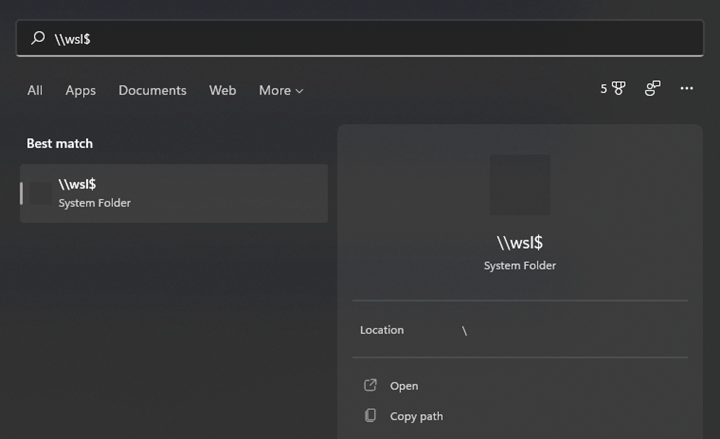 \\wsl$
All Apps Documents Web More 5
Best match
\\wsl$
System Folder
\\wsl$
System Folder
Location \
Open
Copy path